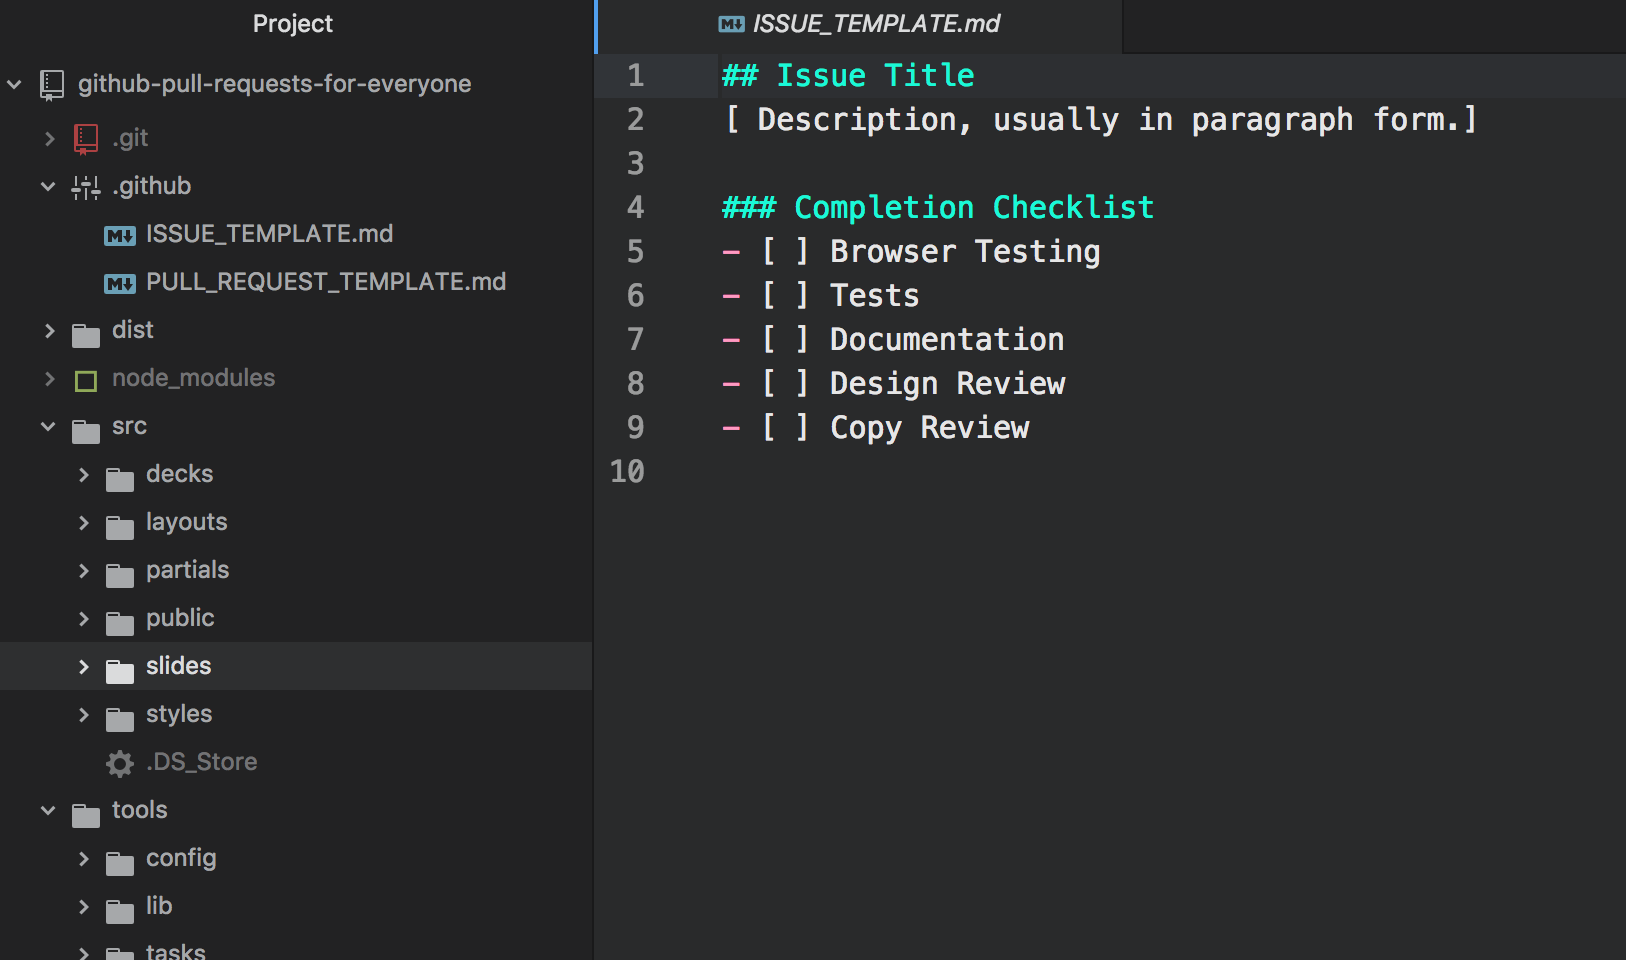 Project
github-pull-requests-for-everyone
.git
.github
ISSUE_TEMPLATE.md
PULL_REQUEST_TEMPLATE.md
dist
node_modules
src
decks
layouts
partials
public
slides
styles
.DS_Store
tools
config
lib
tasks
ISSUE_TEMPLATE.md
1 ## Issue Title
2 [ Description, usually in paragraph form.]
3
4 ### Completion Checklist
5 - [ ] Browser Testing
6 - [ ] Tests
7 - [ ] Documentation
8 - [ ] Design Review
9 - [ ] Copy Review
10